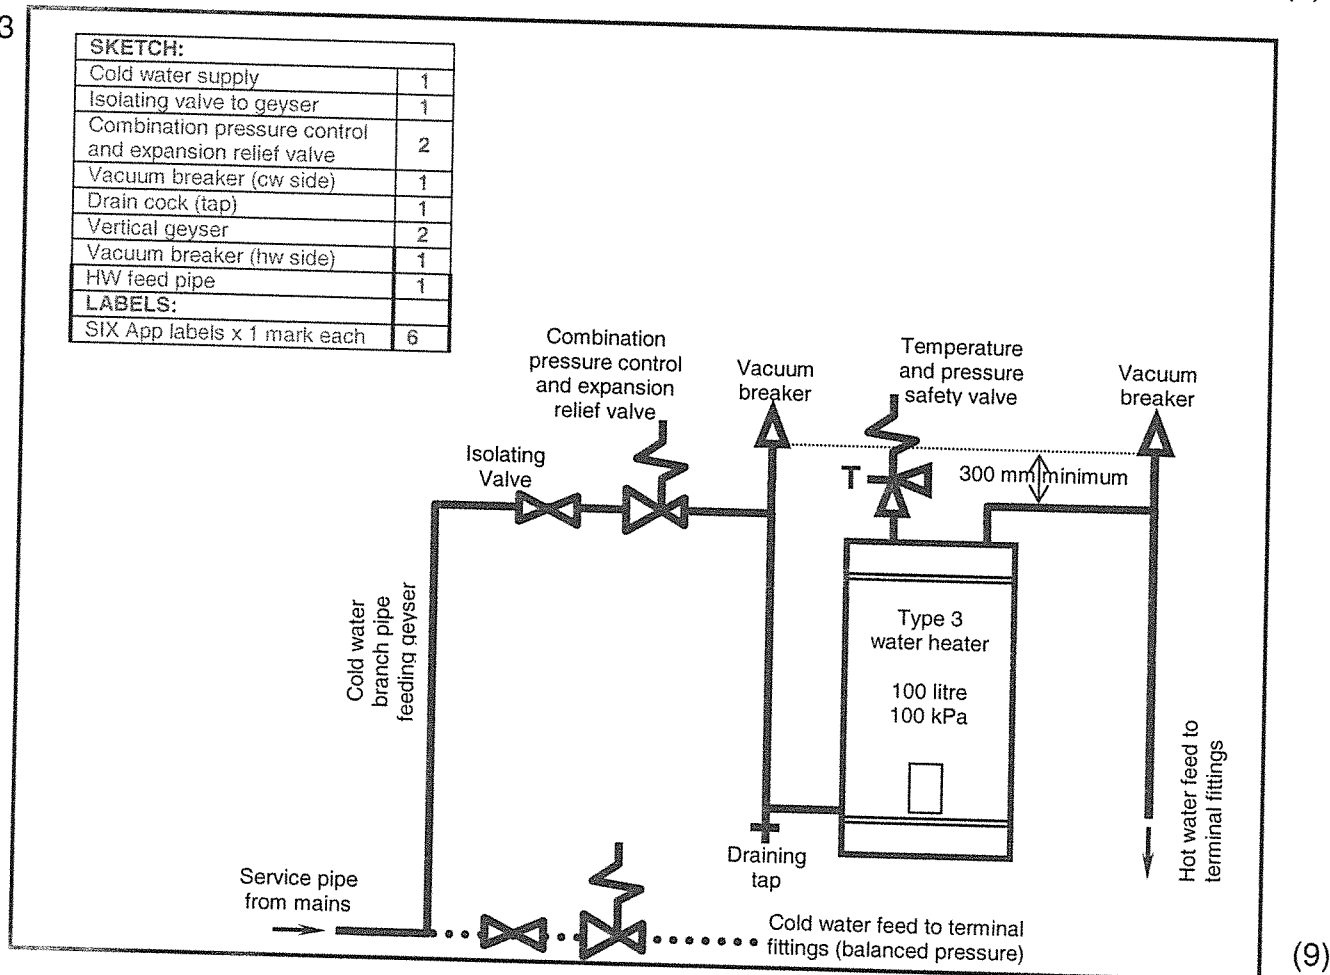 3
SKETCH:
Cold water supply 1
Isolating valve to geyser 1
Combination pressure control
and expansion relief valve 2
Vacuum breaker (cw side) 1
Drain cock (tap) 1
Vertical geyser 2
Vacuum breaker (hw side) 1
HW feed pipe 1
LABELS:
SIX App labels x 1 mark each 6
Combination
pressure control
and expansion
relief valve
Vacuum
breaker
Temperature
and pressure
safety valve
Vacuum
breaker
Isolating
Valve
T
300 mm minimum
Cold water
branch pipe
feeding geyser
Type 3
water heater
100 litre
100 kPa
Hot water feed to
terminal fittings
Draining
tap
Service pipe
from mains
Cold water feed to terminal
fittings (balanced pressure)
(9)